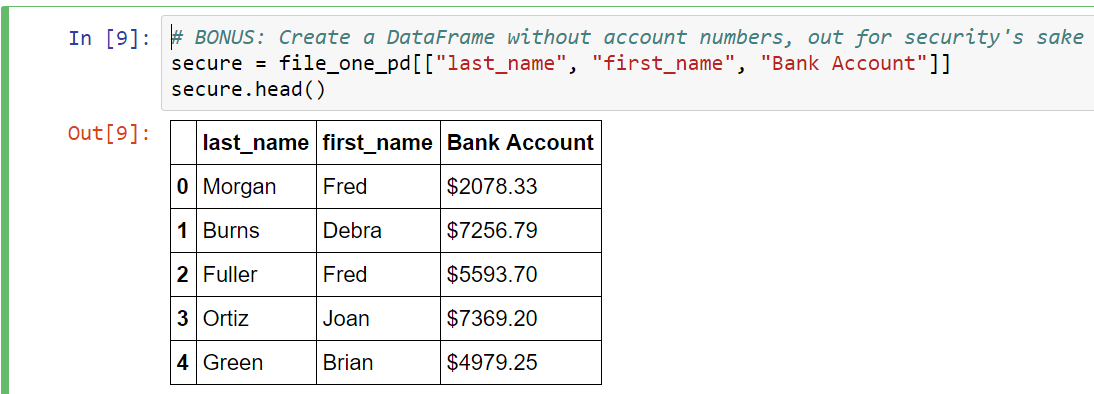 In [9]: # BONUS: Create a DataFrame without account numbers, out for security's sake
secure = file_one_pd[["last_name", "first_name", "Bank Account"]]
secure.head()
Out[9]:
last_name first_name Bank Account
0 Morgan Fred $2078.33
1 Burns Debra $7256.79
2 Fuller Fred $5593.70
3 Ortiz Joan $7369.20
4 Green Brian $4979.25